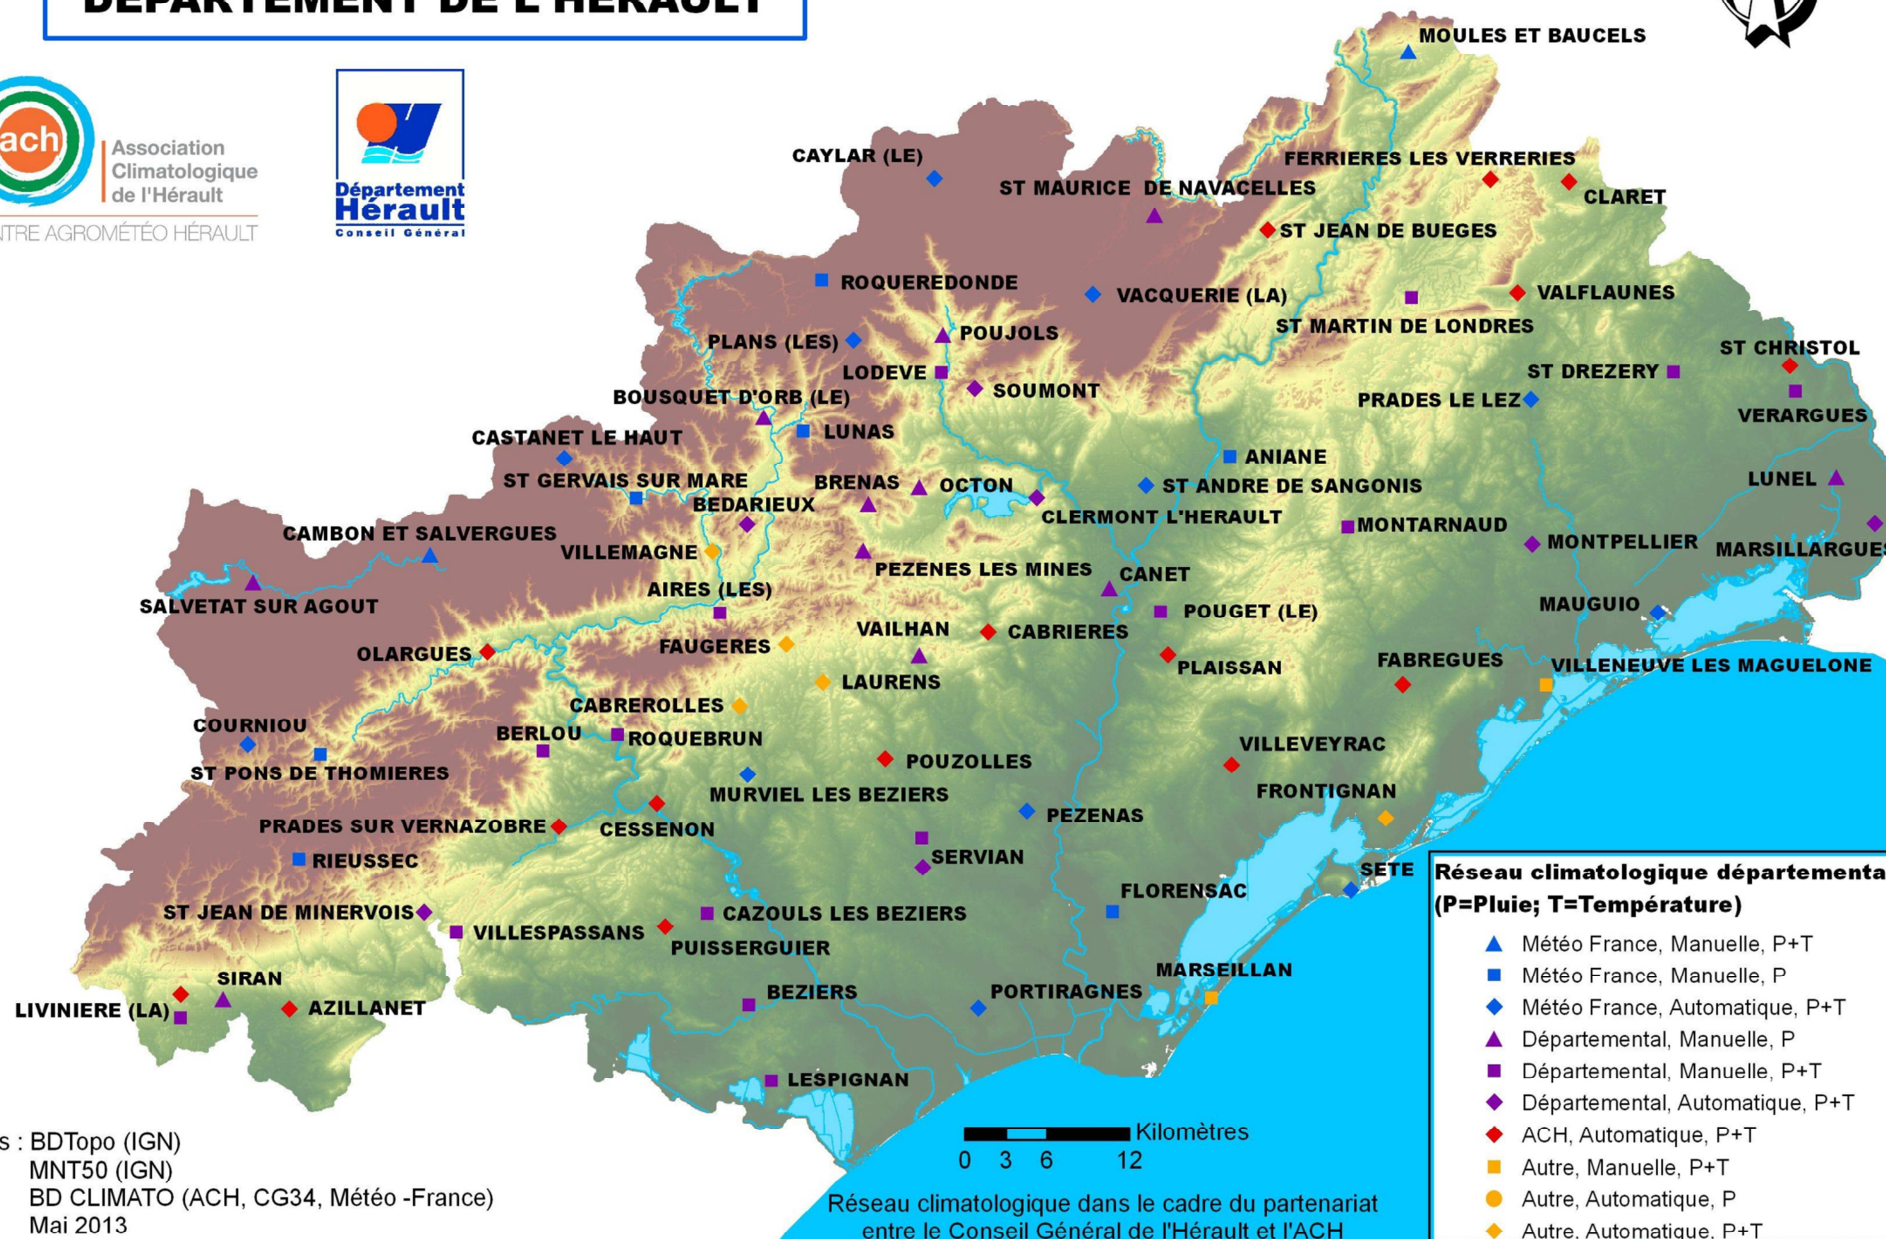 DEPARTEMENT DE L'HERAULT
ach
Association
Climatologique
de l'Hérault
NTRE AGROMÉTÉO HÉRAULT
Département
Hérault
Conseil Général
MOULES ET BAUCELS
CAYLAR (LE)
FERRIERES LES VERRERIES
ST MAURICE DE NAVACELLES
CLARET
ST JEAN DE BUEGES
ROQUEREDONDE
VACQUERIE (LA)
VALFLAUNES
ST MARTIN DE LONDRES
POUJOLS
PLANS (LES)
ST CHRISTOL
LODEVE
ST DREZERY
SOUMONT
BOUSQUET D'ORB (LE)
PRADES LE LEZ
VERARGUES
LUNAS
CASTANET LE HAUT
ANIANE
ST GERVAIS SUR MARE
BRENAS
OCTON
ST ANDRE DE SANGONIS
LUNEL
BEDARIEUX
CLERMONT L'HERAULT
MONTARNAUD
CAMBON ET SALVERGUES
VILLEMAGNE
MONTPELLIER
MARSILLARGUES
PEZENES LES MINES
CANET
AIRES (LES)
SALVETAT SUR AGOUT
MAUGUIO
POUGET (LE)
VAILHAN
CABRIERES
FAUGERES
OLARGUES
PLAISSAN
FABREGUES
VILLENEUVE LES MAGUELONE
LAURENS
CABREROLLES
COURNIOU
BERLOU
ROQUEBRUN
VILLEVEYRAC
POUZOLLES
ST PONS DE THOMIERES
MURVIEL LES BEZIERS
FRONTIGNAN
PEZENAS
PRADES SUR VERNAZOBRE
CESSENON
RIEUSSEC
SERVIAN
SETE
FLORENSAC
ST JEAN DE MINERVOIS
CAZOULS LES BEZIERS
VILLESPASSANS
PUISSERGUIER
MARSEILLAN
SIRAN
BEZIERS
PORTIRAGNES
LIVINIERE (LA)
AZILLANET
LESPIGNAN
Réseau climatologique départementa
(P=Pluie; T=Température)
Météo France, Manuelle, P+T
Météo France, Manuelle, P
Météo France, Automatique, P+T
Départemental, Manuelle, P
Départemental, Manuelle, P+T
Départemental, Automatique, P+T
ACH, Automatique, P+T
Autre, Manuelle, P+T
Autre, Automatique, P
Autre, Automatique, P+T
Kilomètres
0 3 6 12
s : BDTopo (IGN)
MNT50 (IGN)
BD CLIMATO (ACH, CG34, Météo -France)
Mai 2013
Réseau climatologique dans le cadre du partenariat
entre le Conseil Général de l'Hérault et l'ACH